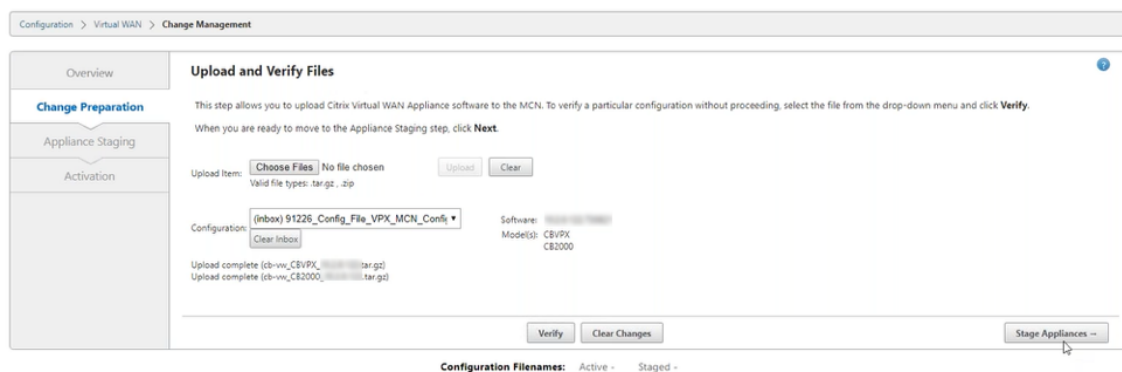 Configuration > Virtual WAN > Change Management
Overview
Change Preparation
Appliance Staging
Activation
Upload and Verify Files
?
This step allows you to upload Citrix Virtual WAN Appliance software to the MCN. To verify a particular configuration without proceeding, select the file from the drop-down menu and click Verify.
When you are ready to move to the Appliance Staging step, click Next.
Upload Item: Choose Files No file chosen Upload Clear
Valid file types: .tar.gz , .zip
Configuration: (inbox) 91226_Config_File_VPX_MCN_Config
Clear Inbox
Software:
Model(s): CBVPX
CB2000
Upload complete (cb-vw_CBVPX_ tar.gz)
Upload complete (cb-vw_CB2000_ .tar.gz)
Verify Clear Changes Stage Appliances →
Configuration Filenames: Active - Staged -